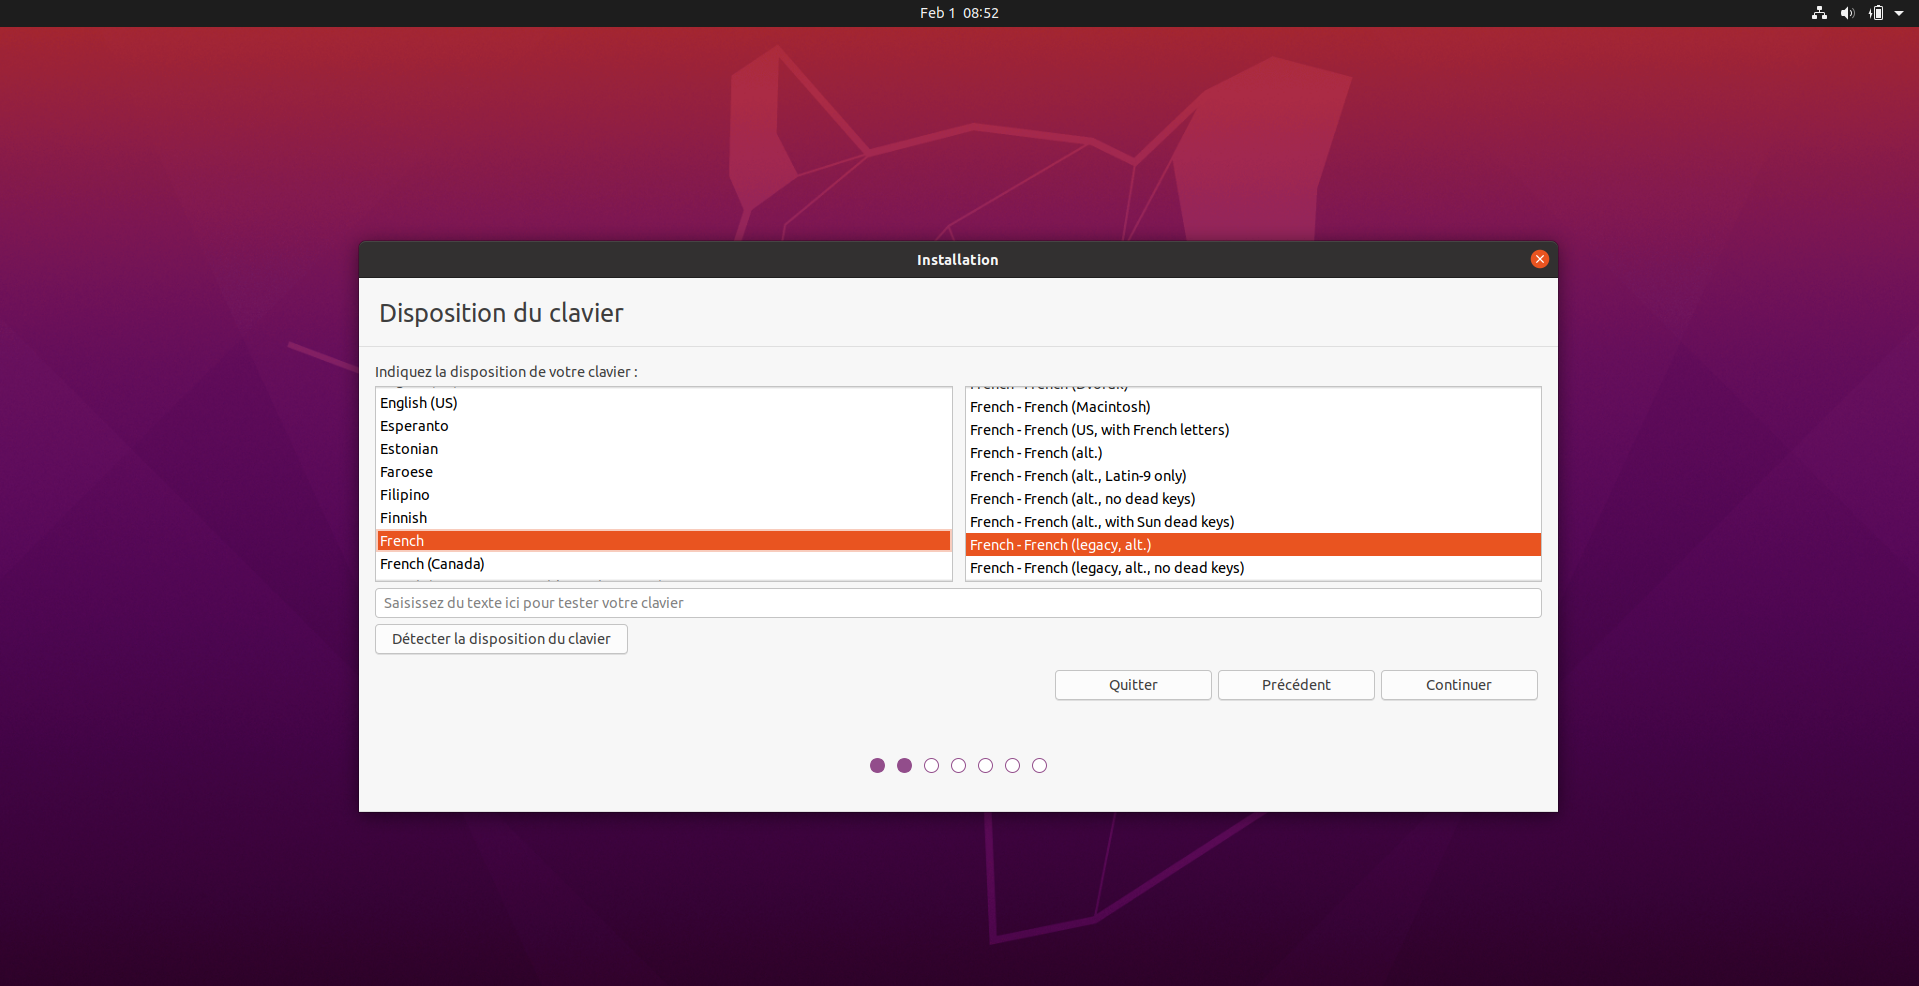 Feb 1 08:52
Installation
Disposition du clavier
Indiquez la disposition de votre clavier :
English (US)
Esperanto
Estonian
Faroese
Filipino
Finnish
French
French (Canada)
French - French (Dvorak)
French - French (Macintosh)
French - French (US, with French letters)
French - French (alt.)
French - French (alt., Latin-9 only)
French - French (alt., no dead keys)
French - French (alt., with Sun dead keys)
French - French (legacy, alt.)
French - French (legacy, alt., no dead keys)
Saisissez du texte ici pour tester votre clavier
Détecter la disposition du clavier
Quitter
Précédent
Continuer